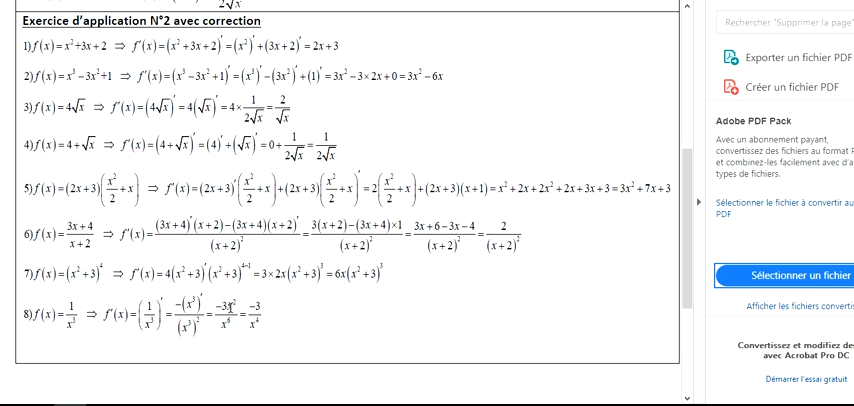 2√x
Exercice d'application N°2 avec correction
1) f(x) = x²+3x+2 ⇒ f'(x) = (x²+3x+2)' = (x²)' + (3x+2)' = 2x+3
2) f(x) = x³−3x²+1 ⇒ f'(x) = (x³−3x²+1)' = (x³)' − (3x²)' + (1)' = 3x²−3×2x+0 = 3x²−6x
3) f(x) = 4√x ⇒ f'(x) = (4√x)' = 4(√x)' = 4× 1/(2√x) = 2/√x
4) f(x) = 4+√x ⇒ f'(x) = (4+√x)' = (4)' + (√x)' = 0 + 1/(2√x) = 1/(2√x)
5) f(x) = (2x+3)(x²/2 + x) ⇒ f'(x) = (2x+3)'(x²/2 + x) + (2x+3)(x²/2 + x)' = 2(x²/2 + x) + (2x+3)(x+1) = x²+2x+2x²+2x+3x+3 = 3x²+7x+3
6) f(x) = (3x+4)/(x+2) ⇒ f'(x) = ((3x+4)'(x+2)−(3x+4)(x+2)')/(x+2)² = (3(x+2)−(3x+4)×1)/(x+2)² = (3x+6−3x−4)/(x+2)² = 2/(x+2)²
7) f(x) = (x²+3)⁴ ⇒ f'(x) = 4(x²+3)'(x²+3)⁴⁻¹ = 3×2x(x²+3)³ = 6x(x²+3)³
8) f(x) = 1/x³ ⇒ f'(x) = (1/x³)' = −(x³)'/(x³)² = −3x²/x⁶ = −3/x⁴
Rechercher "Supprimer la page"
Exporter un fichier PDF
Créer un fichier PDF
Adobe PDF Pack
Avec un abonnement payant,
convertissez des fichiers au format
et combinez-les facilement avec
types de fichiers.
Sélectionner le fichier à convertir au
PDF
Sélectionner un fichier
Afficher les fichiers convertis
Convertissez et modifiez de
avec Acrobat Pro DC
Démarrer l'essai gratuit